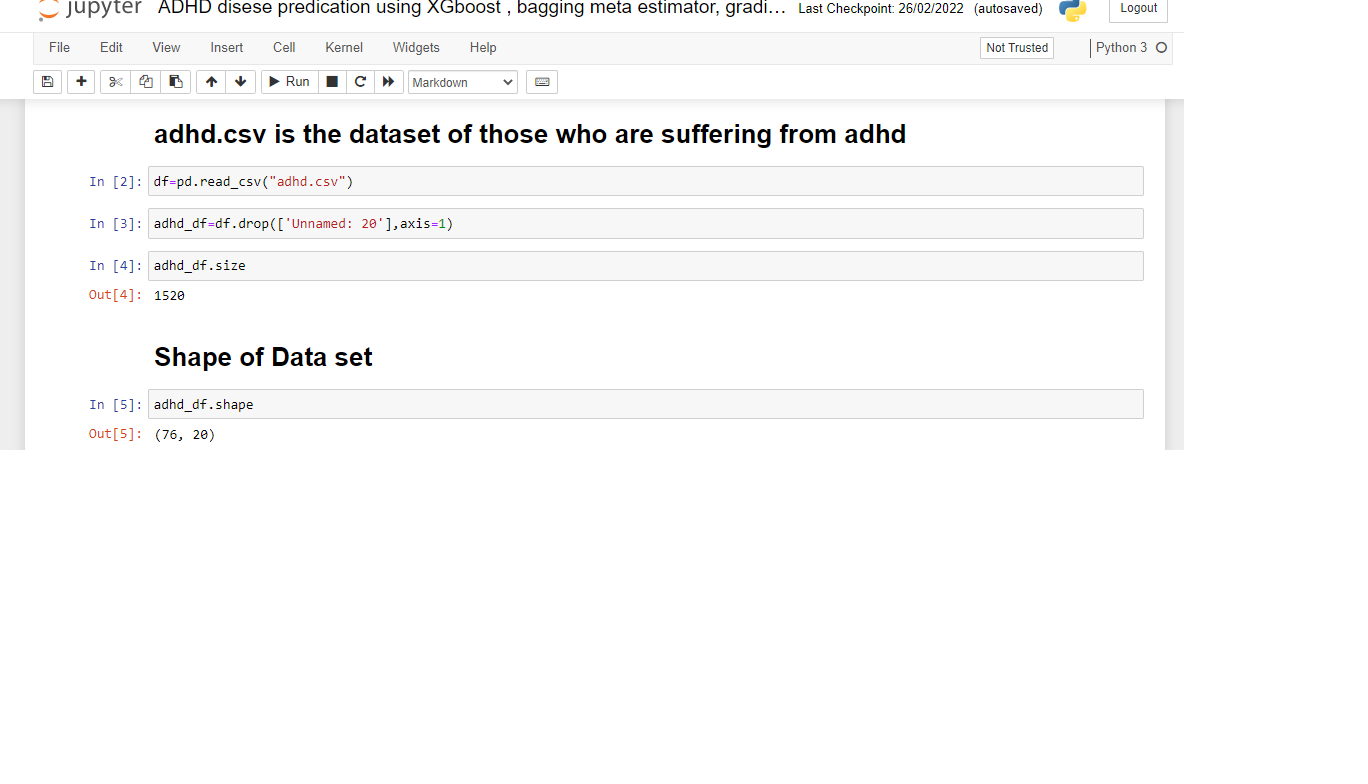 jupyter ADHD disese predication using XGboost , bagging meta estimator, gradi... Last Checkpoint: 26/02/2022 (autosaved) Logout
File Edit View Insert Cell Kernel Widgets Help Not Trusted Python 3
Run Markdown
adhd.csv is the dataset of those who are suffering from adhd
In [2]: df=pd.read_csv("adhd.csv")
In [3]: adhd_df=df.drop(['Unnamed: 20'],axis=1)
In [4]: adhd_df.size
Out[4]: 1520
Shape of Data set
In [5]: adhd_df.shape
Out[5]: (76, 20)